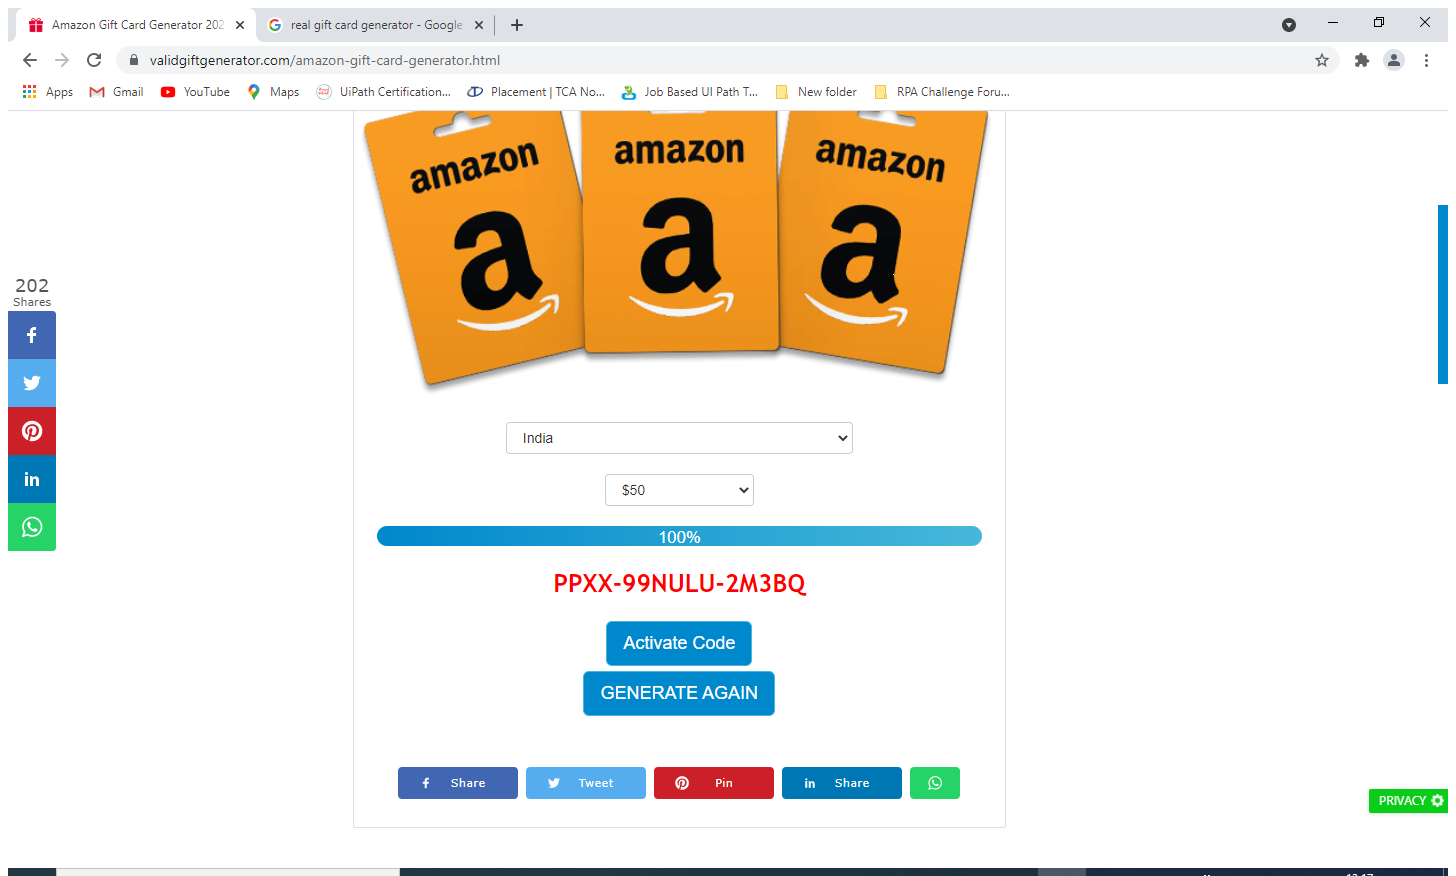 Amazon Gift Card Generator 202
real gift card generator - Google
validgiftgenerator.com/amazon-gift-card-generator.html
Apps
Gmail
YouTube
Maps
UiPath Certification...
Placement | TCA No...
Job Based UI Path T...
New folder
RPA Challenge Foru...
amazon
amazon
amazon
a
a
a
202
Shares
India
$50
100%
PPXX-99NULU-2M3BQ
Activate Code
GENERATE AGAIN
Share
Tweet
Pin
Share
PRIVACY